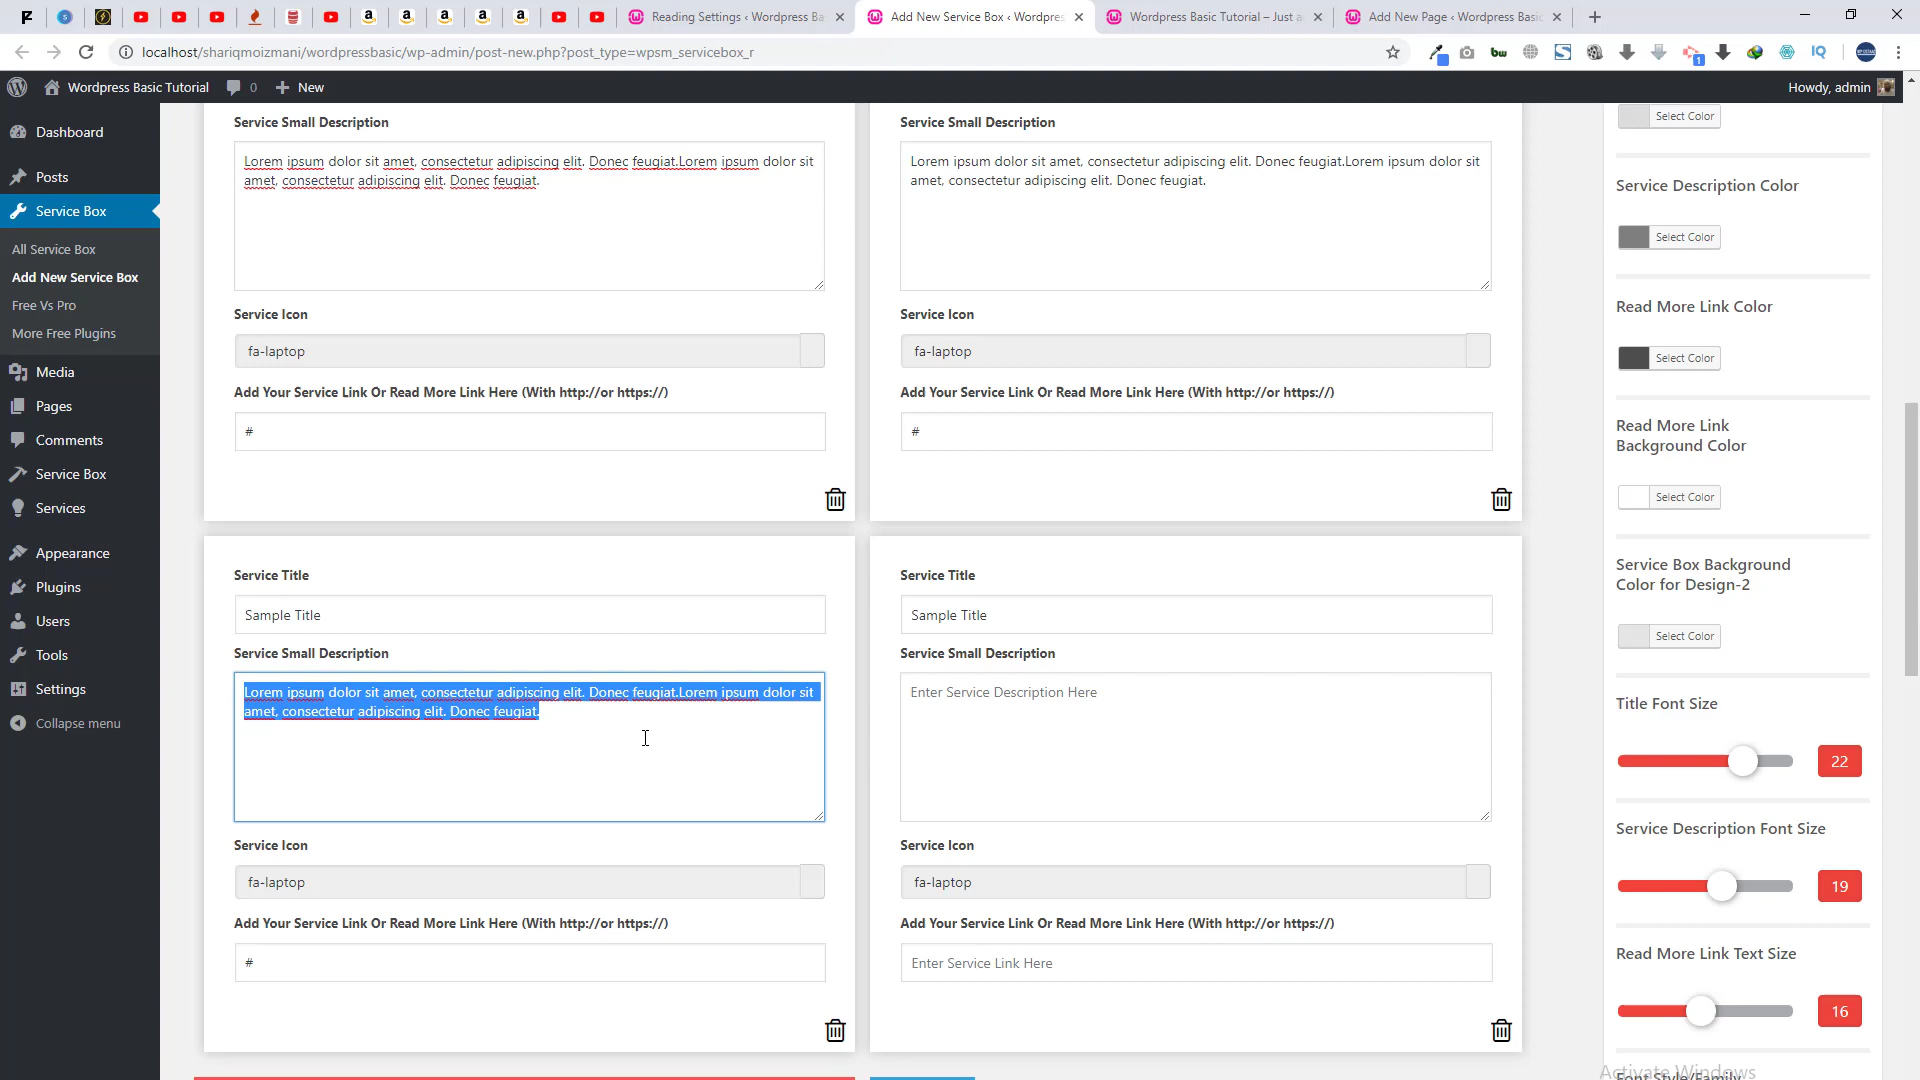 Reading Settings ‹ Wordpress Ba
Add New Service Box ‹ Wordpres
Wordpress Basic Tutorial – Just a
Add New Page ‹ Wordpress Basic
localhost/shariqmoizmani/wordpressbasic/wp-admin/post-new.php?post_type=wpsm_servicebox_r
bw
IQ
1
Wordpress Basic Tutorial
0
New
Howdy, admin
Dashboard
Posts
Service Box
All Service Box
Add New Service Box
Free Vs Pro
More Free Plugins
Media
Pages
Comments
Service Box
Services
Appearance
Plugins
Users
Tools
Settings
Collapse menu
Service Small Description
Lorem ipsum dolor sit amet, consectetur adipiscing elit. Donec feugiat.Lorem ipsum dolor sit
amet, consectetur adipiscing elit. Donec feugiat.
Service Icon
fa-laptop
Add Your Service Link Or Read More Link Here (With http://or https://)
#
Service Small Description
Lorem ipsum dolor sit amet, consectetur adipiscing elit. Donec feugiat.Lorem ipsum dolor sit
amet, consectetur adipiscing elit. Donec feugiat.
Service Icon
fa-laptop
Add Your Service Link Or Read More Link Here (With http://or https://)
#
Service Title
Sample Title
Service Small Description
Lorem ipsum dolor sit amet, consectetur adipiscing elit. Donec feugiat.Lorem ipsum dolor sit
amet, consectetur adipiscing elit. Donec feugiat.
Service Icon
fa-laptop
Add Your Service Link Or Read More Link Here (With http://or https://)
#
Service Title
Sample Title
Service Small Description
Enter Service Description Here
Service Icon
fa-laptop
Add Your Service Link Or Read More Link Here (With http://or https://)
Enter Service Link Here
Select Color
Service Description Color
Select Color
Read More Link Color
Select Color
Read More Link
Background Color
Select Color
Service Box Background
Color for Design-2
Select Color
Title Font Size
22
Service Description Font Size
19
Read More Link Text Size
16
Font Style/Family
Activate Windows